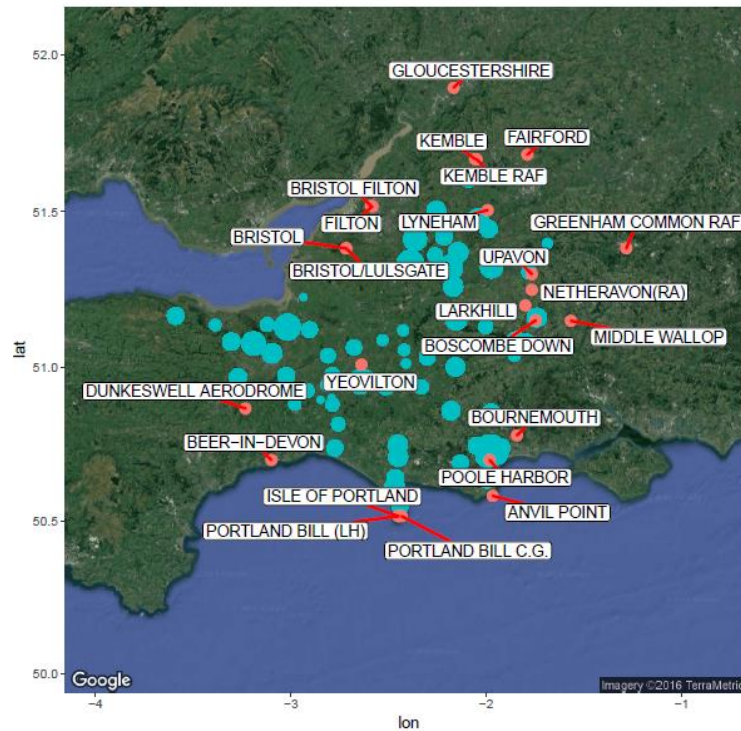 52.0
GLOUCESTERSHIRE
KEMBLE
FAIRFORD
KEMBLE RAF
BRISTOL FILTON
51.5
FILTON
LYNEHAM
GREENHAM COMMON RAF
BRISTOL
UPAVON
BRISTOL/LULSGATE
NETHERAVON(RA)
LARKHILL
MIDDLE WALLOP
BOSCOMBE DOWN
lat
51.0
YEOVILTON
DUNKESWELL AERODROME
BOURNEMOUTH
BEER−IN−DEVON
POOLE HARBOR
ISLE OF PORTLAND
ANVIL POINT
50.5
PORTLAND BILL (LH)
PORTLAND BILL C.G.
50.0
Google
Imagery ©2016 TerraMetric
−4
−3
−2
−1
lon